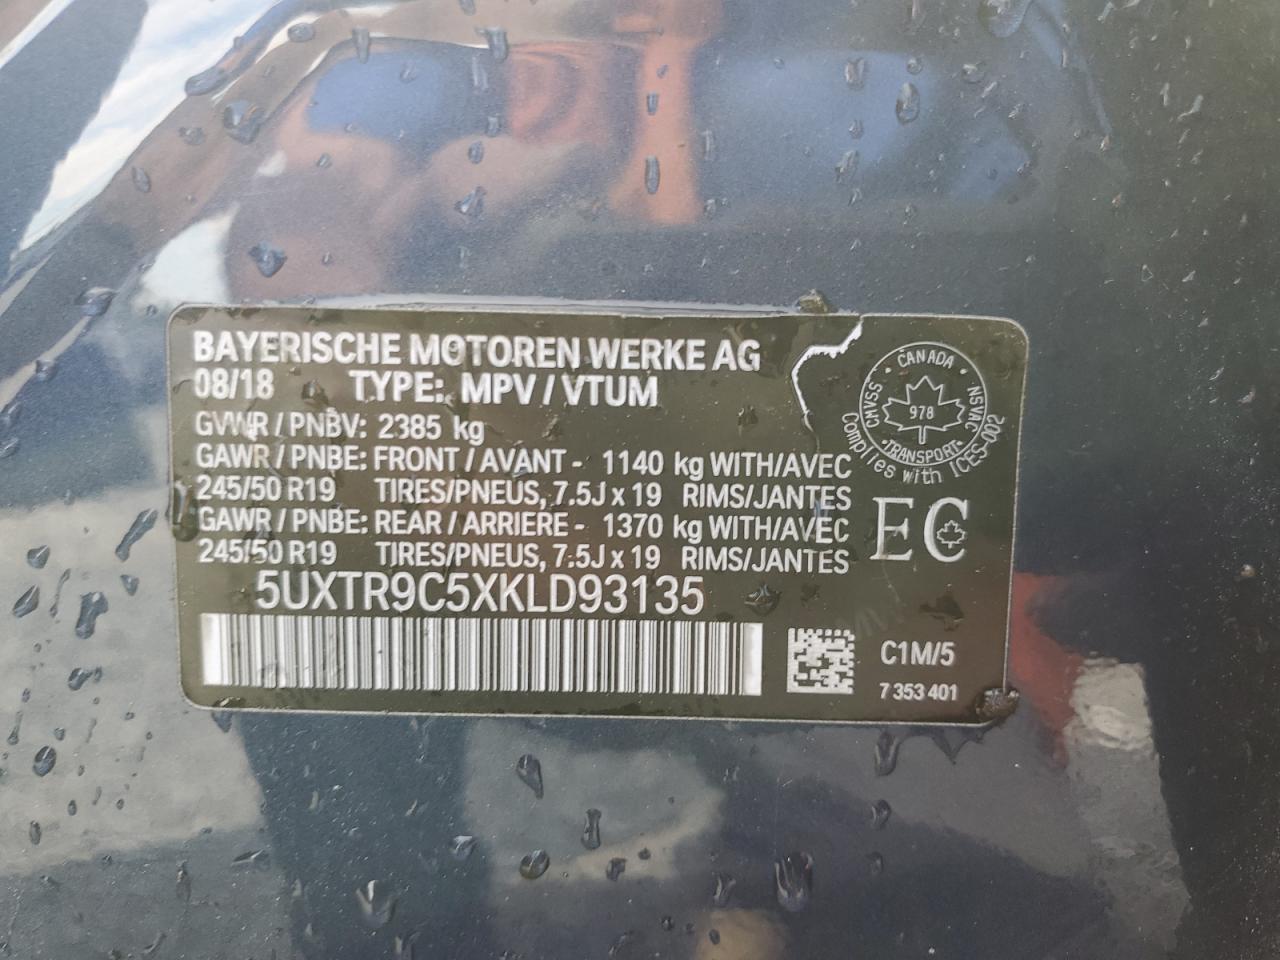 BAYERISCHE MOTOREN WERKE AG
08/18 TYPE: MPV / VTUM
GVWR / PNBV: 2385 kg
GAWR / PNBE: FRONT / AVANT - 1140 kg WITH/AVEC
245/50 R19 TIRES/PNEUS, 7.5J x 19 RIMS/JANTES
GAWR / PNBE: REAR / ARRIERE - 1370 kg WITH/AVEC
245/50 R19 TIRES/PNEUS, 7.5J x 19 RIMS/JANTES
5UXTR9C5XKLD93135
CANADA
CMVSS
NSVAC
978
TRANSPORT
Complies with ICES-002
EC
C1M/5
7 353 401